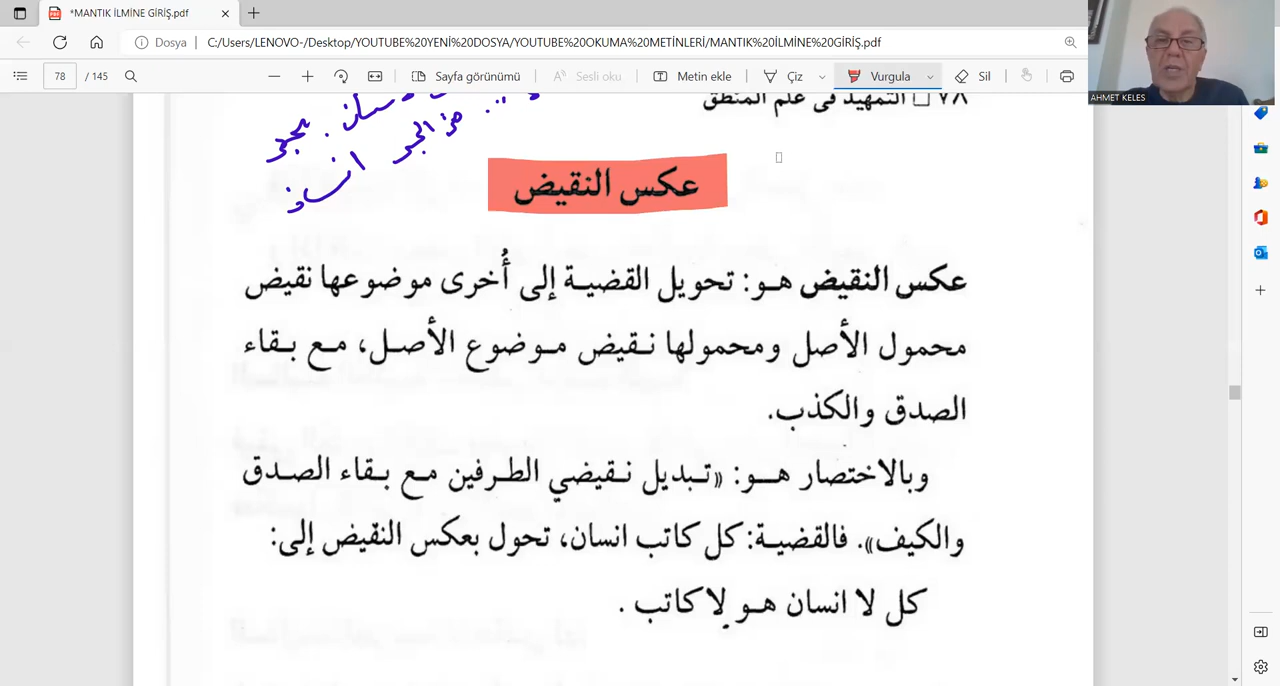 *MANTIK İLMİNE GİRİŞ.pdf
Dosya
C:/Users/LENOVO-/Desktop/YOUTUBE%20YENİ%20DOSYA/YOUTUBE%20OKUMA%20METİNLERİ/MANTIK%20İLMİNE%20GİRİŞ.pdf
78 / 145
Sayfa görünümü
Sesli oku
Metin ekle
Çiz
Vurgula
Sil
AHMET KELES
٧٨ □ التمهيد في علم المنطق
عكس النقيض
عكس النقيض هو: تحويل القضية إلى أُخرى موضوعها نقيض
محمول الأصل ومحمولها نقيض موضوع الأصل، مع بقاء
الصدق والكذب.
وبالاختصار هو: «تبديل نقيضي الطرفين مع بقاء الصدق
والكيف». فالقضية: كل كاتب انسان، تحول بعكس النقيض إلى:
كل لا انسان هو لا كاتب .